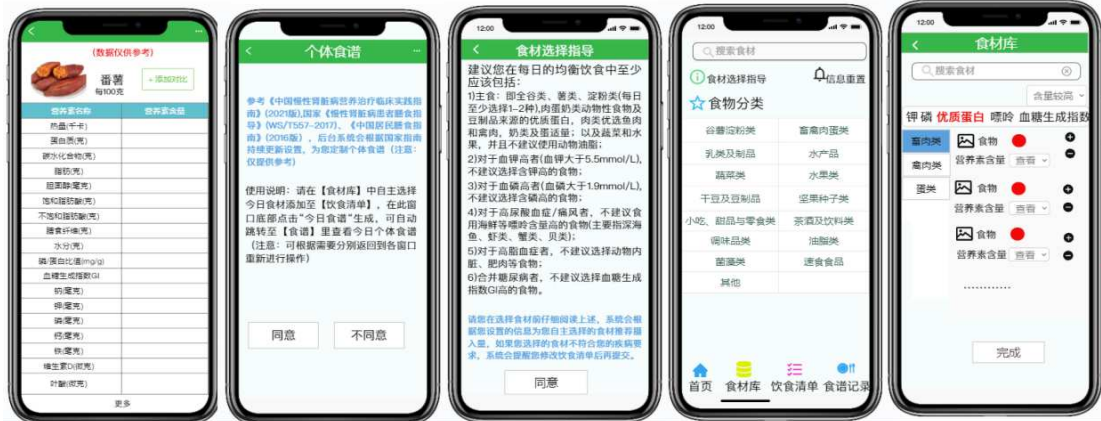 (数据仅供参考)
番薯
每100克
+添加对比
营养素名称 营养素含量
热量(千卡)
蛋白质(克)
碳水化合物(克)
脂肪(克)
胆固醇(毫克)
饱和脂肪酸(克)
不饱和脂肪酸(克)
膳食纤维(克)
水分(克)
磷/蛋白比值(mg/g)
血糖生成指数GI
钠(毫克)
钾(毫克)
磷(毫克)
钙(毫克)
铁(毫克)
维生素D(微克)
叶酸(微克)
更多
个体食谱
参考《中国慢性肾脏病营养治疗临床实践指
南》(2021版),国家《慢性肾脏病患者膳食指
导》(WS/T557-2017)、《中国居民膳食指
南》(2016版),后台系统会根据国家指南
持续更新设置,为您定制个体食谱(注意:
仅提供参考)
使用说明:请在【食材库】中自主选择
今日食材添加至【饮食清单】,在此窗
口底部点击"今日食谱"生成,可自动
跳转至【食谱】里查看今日个体食谱
(注意:可根据需要分别返回到各窗口
重新进行操作)
同意 不同意
12:00
食材选择指导
建议您在每日的均衡饮食中至少
应该包括:
1)主食:即全谷类、薯类、淀粉类(每日
至少选择1-2种),肉蛋奶类动物性食物及
豆制品来源的优质蛋白,肉类优选鱼肉
和禽肉,奶类及蛋适量;以及蔬菜和水
果,并且不建议使用动物油脂;
2)对于血钾高者(血钾大于5.5mmol/L),
不建议选择含钾高的食物;
3)对于血磷高者(血磷大于1.9mmol/L),
不建议选择含磷高的食物;
4)对于高尿酸血症/痛风者,不建议食
用海鲜等嘌呤含量高的食物(主要指深海
鱼、虾类、蟹类、贝类);
5)对于高脂血症者,不建议选择动物内
脏、肥肉等食物;
6)合并糖尿病者,不建议选择血糖生成
指数GI高的食物。
请您在选择食材前仔细阅读上述,系统会根
据您设置的信息为您自主选择的食材推荐摄
入量,如果您选择的食材不符合您的疾病要
求,系统会提醒您修改饮食清单后再提交。
同意
12:00
搜索食材
食材选择指导 信息重置
食物分类
谷薯淀粉类 畜禽肉蛋类
乳类及制品 水产品
蔬菜类 水果类
干豆及豆制品 坚果种子类
小吃、甜品与零食类 茶酒及饮料类
调味品类 油脂类
菌藻类 速食食品
其他
首页 食材库 饮食清单 食谱记录
12:00
食材库
搜索食材
含量较高
钾 磷 优质蛋白 嘌呤 血糖生成指数
畜肉类 食物
营养素含量 查看
禽肉类
蛋类 食物
营养素含量 查看
食物
营养素含量 查看
…………
完成